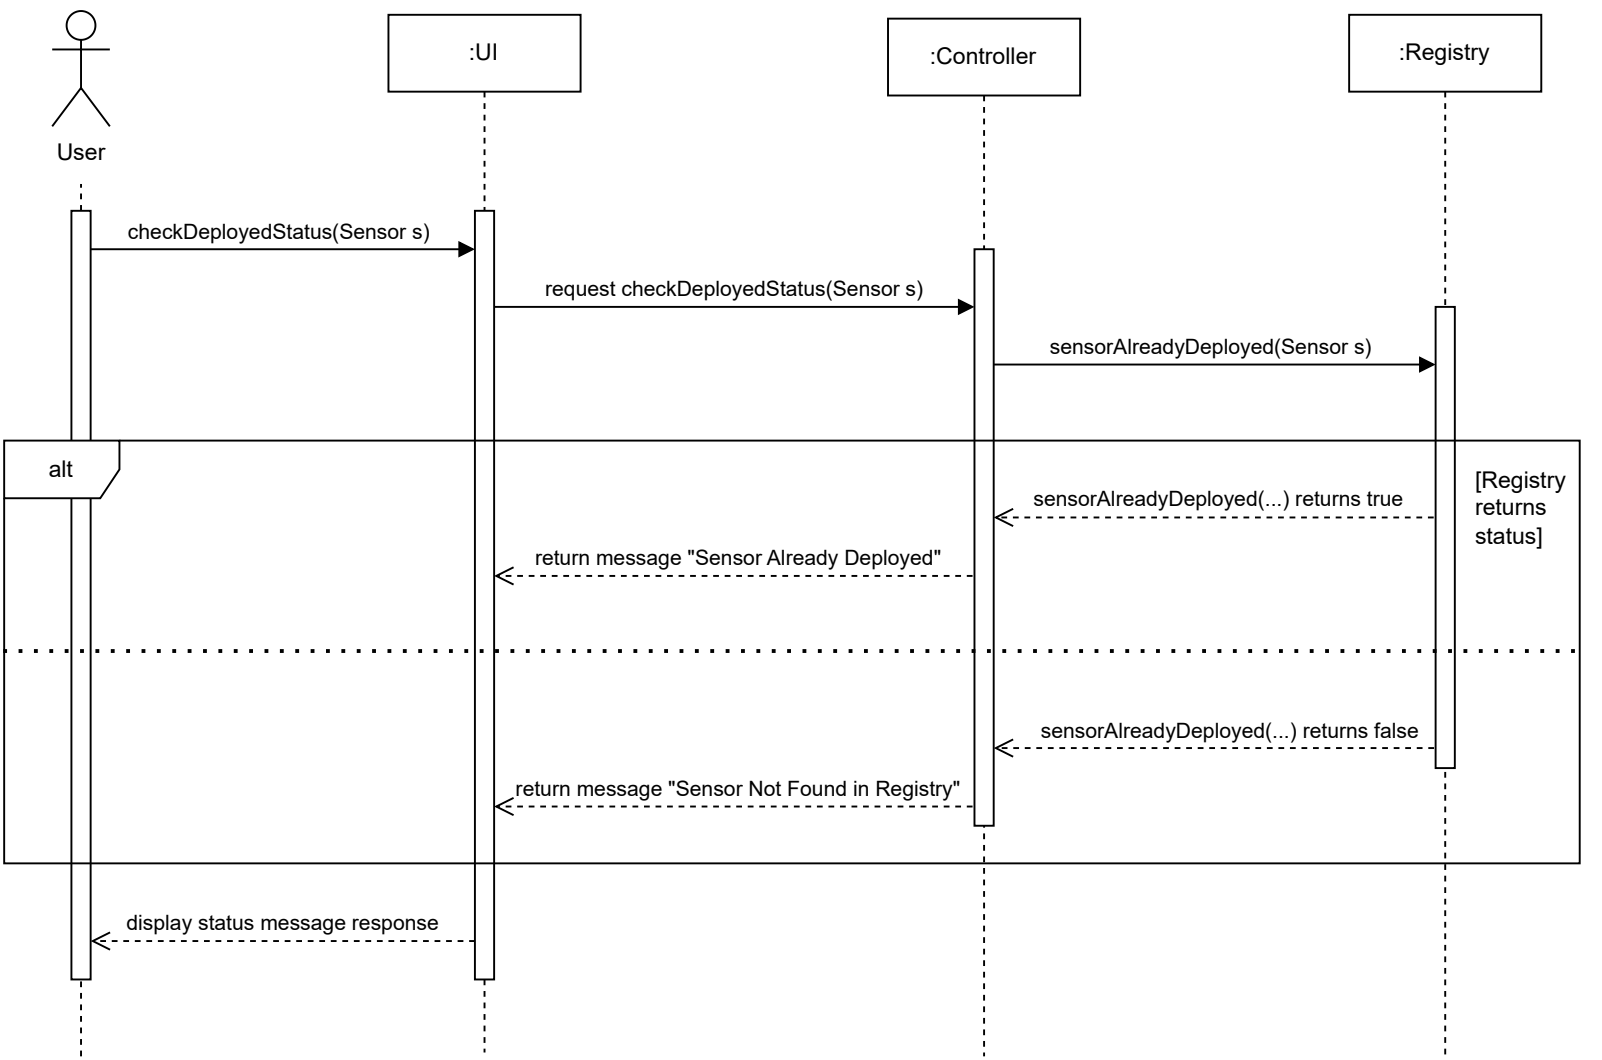 :UI
:Controller
:Registry
User
checkDeployedStatus(Sensor s)
request checkDeployedStatus(Sensor s)
sensorAlreadyDeployed(Sensor s)
alt
[Registry
returns
status]
sensorAlreadyDeployed(...) returns true
return message "Sensor Already Deployed"
sensorAlreadyDeployed(...) returns false
return message "Sensor Not Found in Registry"
display status message response